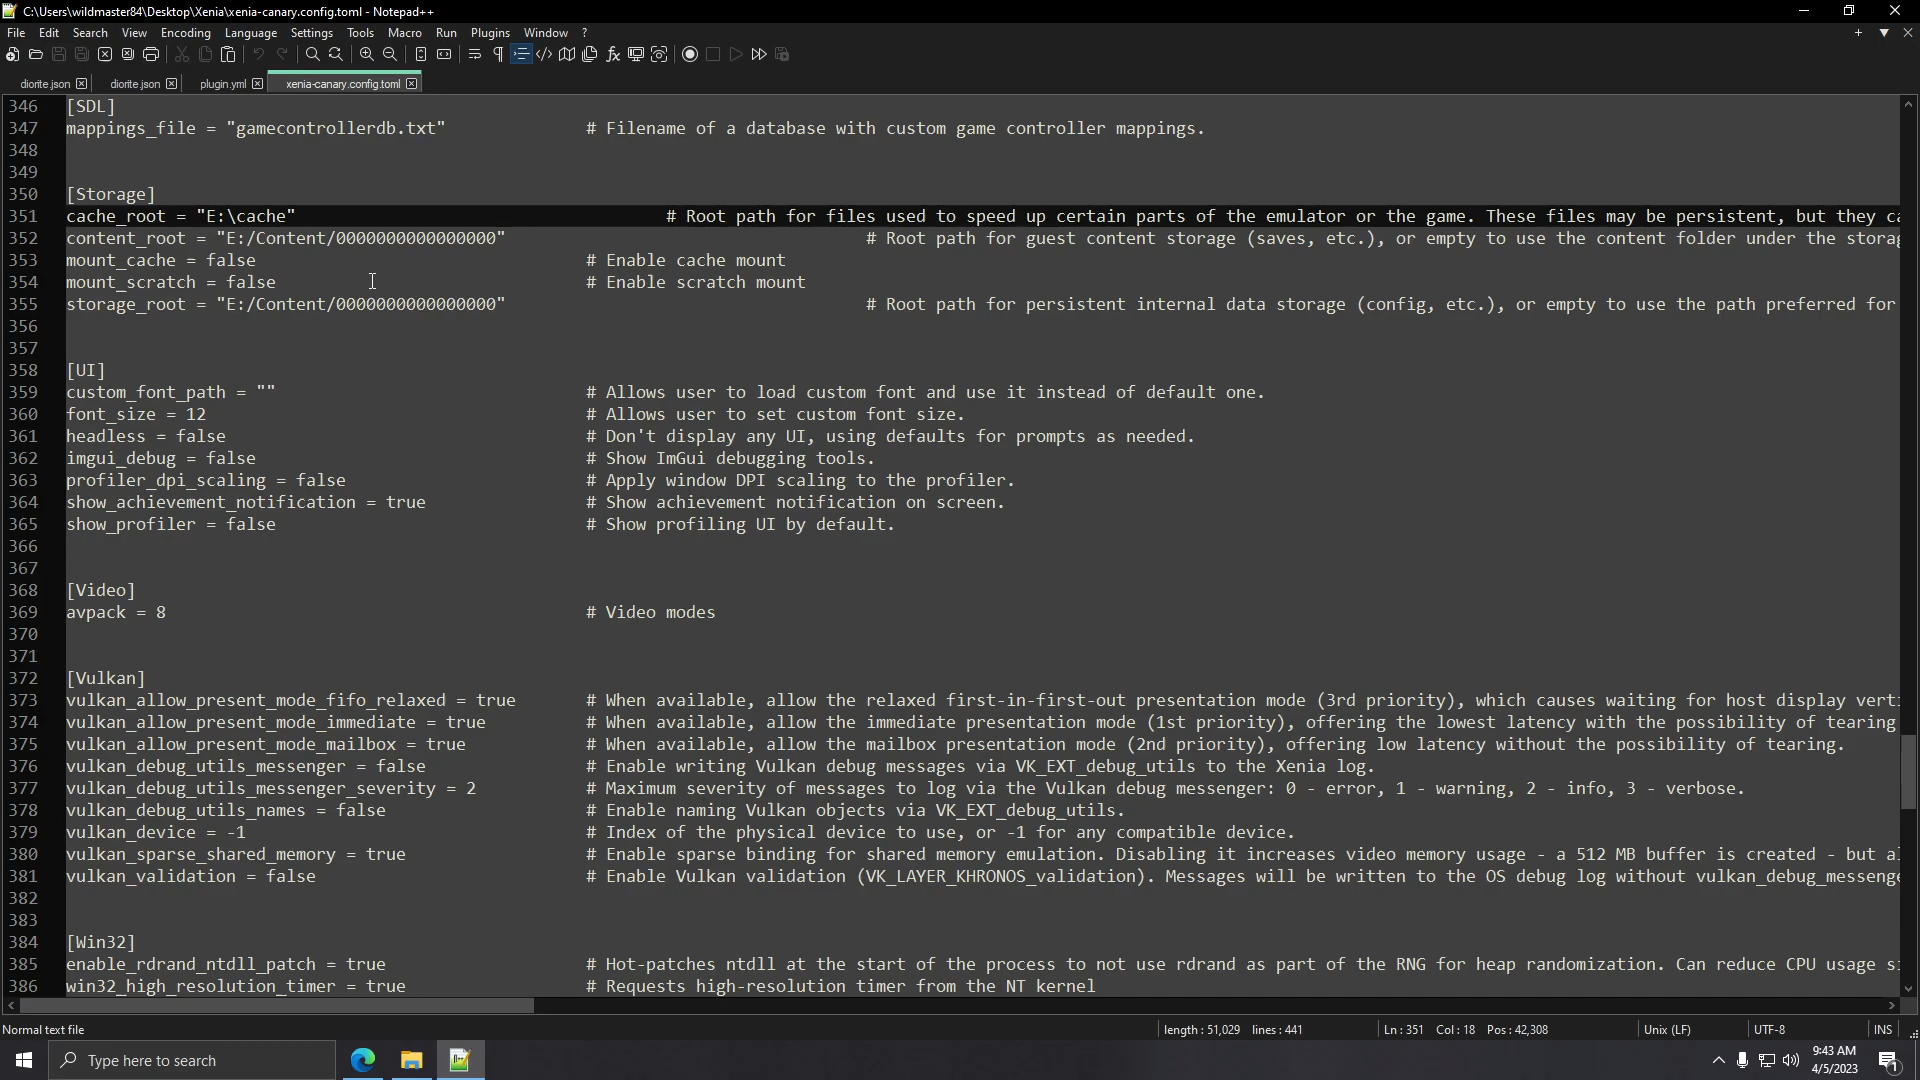 C:\Users\wildmaster84\Desktop\Xenia\xenia-canary.config.toml - Notepad++
File Edit Search View Encoding Language Settings Tools Macro Run Plugins Window ?
diorite.json diorite.json plugin.yml xenia-canary.config.toml
346 [SDL]
347 mappings_file = "gamecontrollerdb.txt" # Filename of a database with custom game controller mappings.
348
349
350 [Storage]
351 cache_root = "E:\cache" # Root path for files used to speed up certain parts of the emulator or the game. These files may be persistent, but they ca
352 content_root = "E:/Content/0000000000000000" # Root path for guest content storage (saves, etc.), or empty to use the content folder under the storag
353 mount_cache = false # Enable cache mount
354 mount_scratch = false # Enable scratch mount
355 storage_root = "E:/Content/0000000000000000" # Root path for persistent internal data storage (config, etc.), or empty to use the path preferred for
356
357
358 [UI]
359 custom_font_path = "" # Allows user to load custom font and use it instead of default one.
360 font_size = 12 # Allows user to set custom font size.
361 headless = false # Don't display any UI, using defaults for prompts as needed.
362 imgui_debug = false # Show ImGui debugging tools.
363 profiler_dpi_scaling = false # Apply window DPI scaling to the profiler.
364 show_achievement_notification = true # Show achievement notification on screen.
365 show_profiler = false # Show profiling UI by default.
366
367
368 [Video]
369 avpack = 8 # Video modes
370
371
372 [Vulkan]
373 vulkan_allow_present_mode_fifo_relaxed = true # When available, allow the relaxed first-in-first-out presentation mode (3rd priority), which causes waiting for host display verti
374 vulkan_allow_present_mode_immediate = true # When available, allow the immediate presentation mode (1st priority), offering the lowest latency with the possibility of tearing
375 vulkan_allow_present_mode_mailbox = true # When available, allow the mailbox presentation mode (2nd priority), offering low latency without the possibility of tearing.
376 vulkan_debug_utils_messenger = false # Enable writing Vulkan debug messages via VK_EXT_debug_utils to the Xenia log.
377 vulkan_debug_utils_messenger_severity = 2 # Maximum severity of messages to log via the Vulkan debug messenger: 0 - error, 1 - warning, 2 - info, 3 - verbose.
378 vulkan_debug_utils_names = false # Enable naming Vulkan objects via VK_EXT_debug_utils.
379 vulkan_device = -1 # Index of the physical device to use, or -1 for any compatible device.
380 vulkan_sparse_shared_memory = true # Enable sparse binding for shared memory emulation. Disabling it increases video memory usage - a 512 MB buffer is created - but al
381 vulkan_validation = false # Enable Vulkan validation (VK_LAYER_KHRONOS_validation). Messages will be written to the OS debug log without vulkan_debug_messenge
382
383
384 [Win32]
385 enable_rdrand_ntdll_patch = true # Hot-patches ntdll at the start of the process to not use rdrand as part of the RNG for heap randomization. Can reduce CPU usage si
386 win32_high_resolution_timer = true # Requests high-resolution timer from the NT kernel
Normal text file length : 51,029 lines : 441 Ln : 351 Col : 18 Pos : 42,308 Unix (LF) UTF-8 INS
Type here to search
9:43 AM
4/5/2023
1